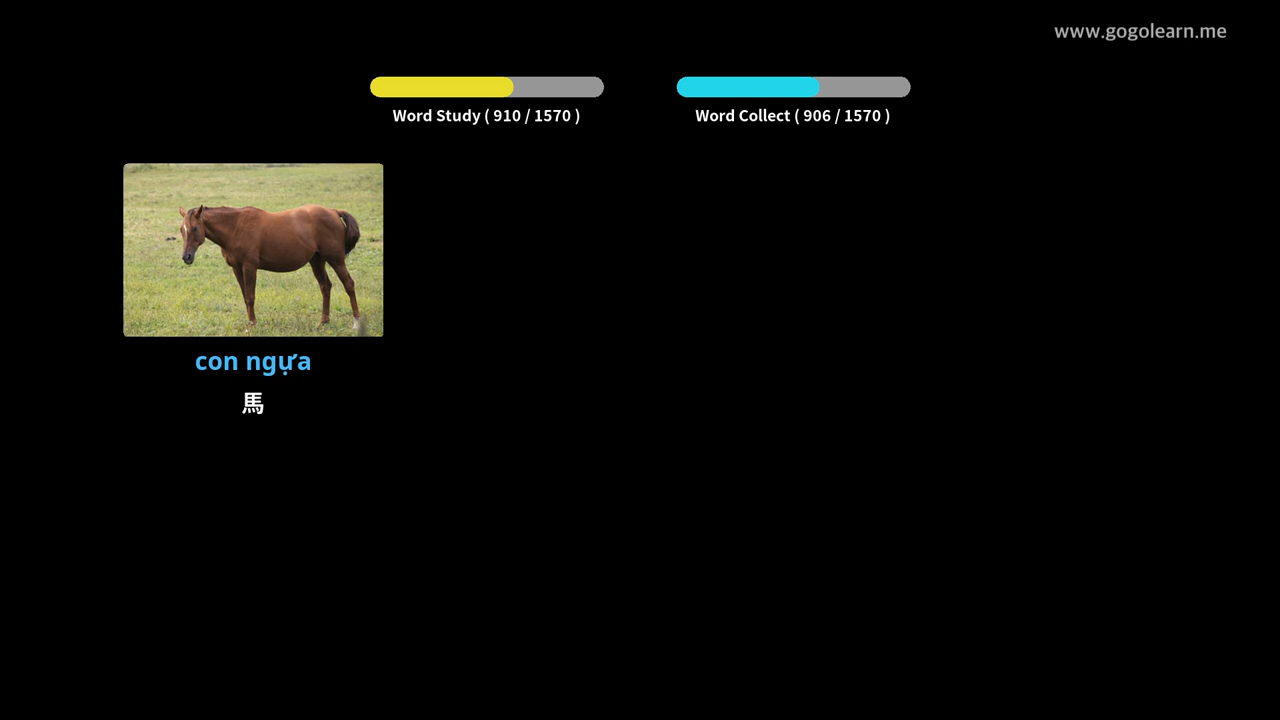 www.gogolearn.me
Word Study ( 910 / 1570 )
Word Collect ( 906 / 1570 )
con ngựa
馬